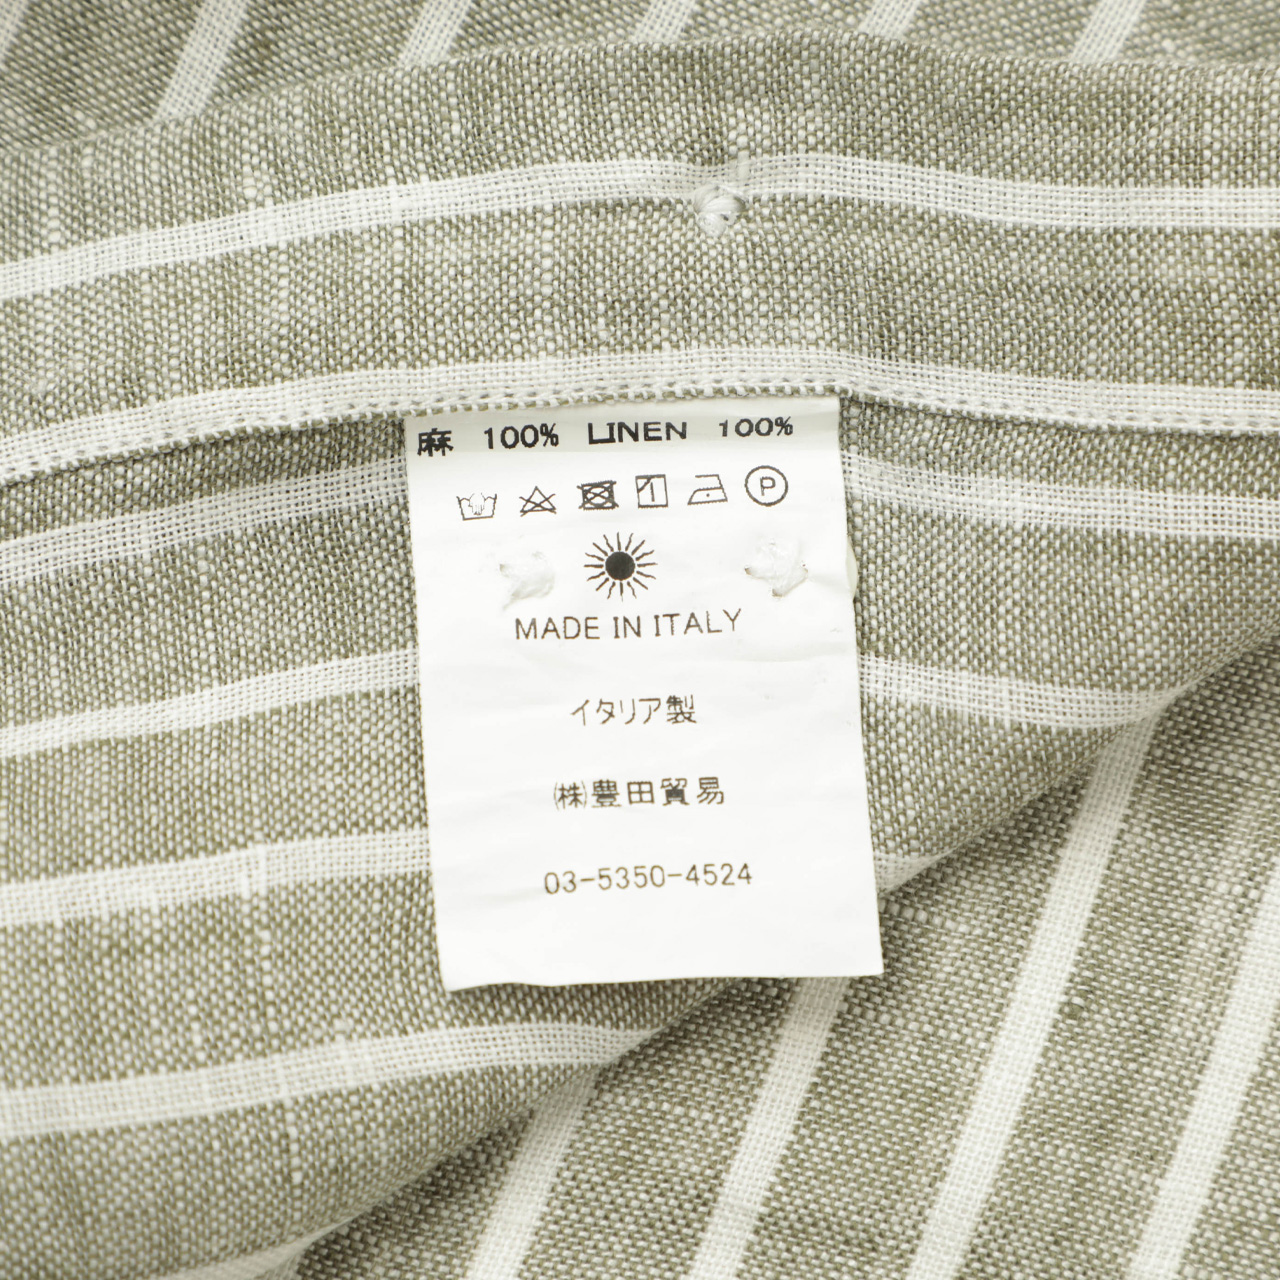 麻 100% LINEN 100%
1 P
MADE IN ITALY
イタリア製
㈱豊田貿易
03-5350-4524